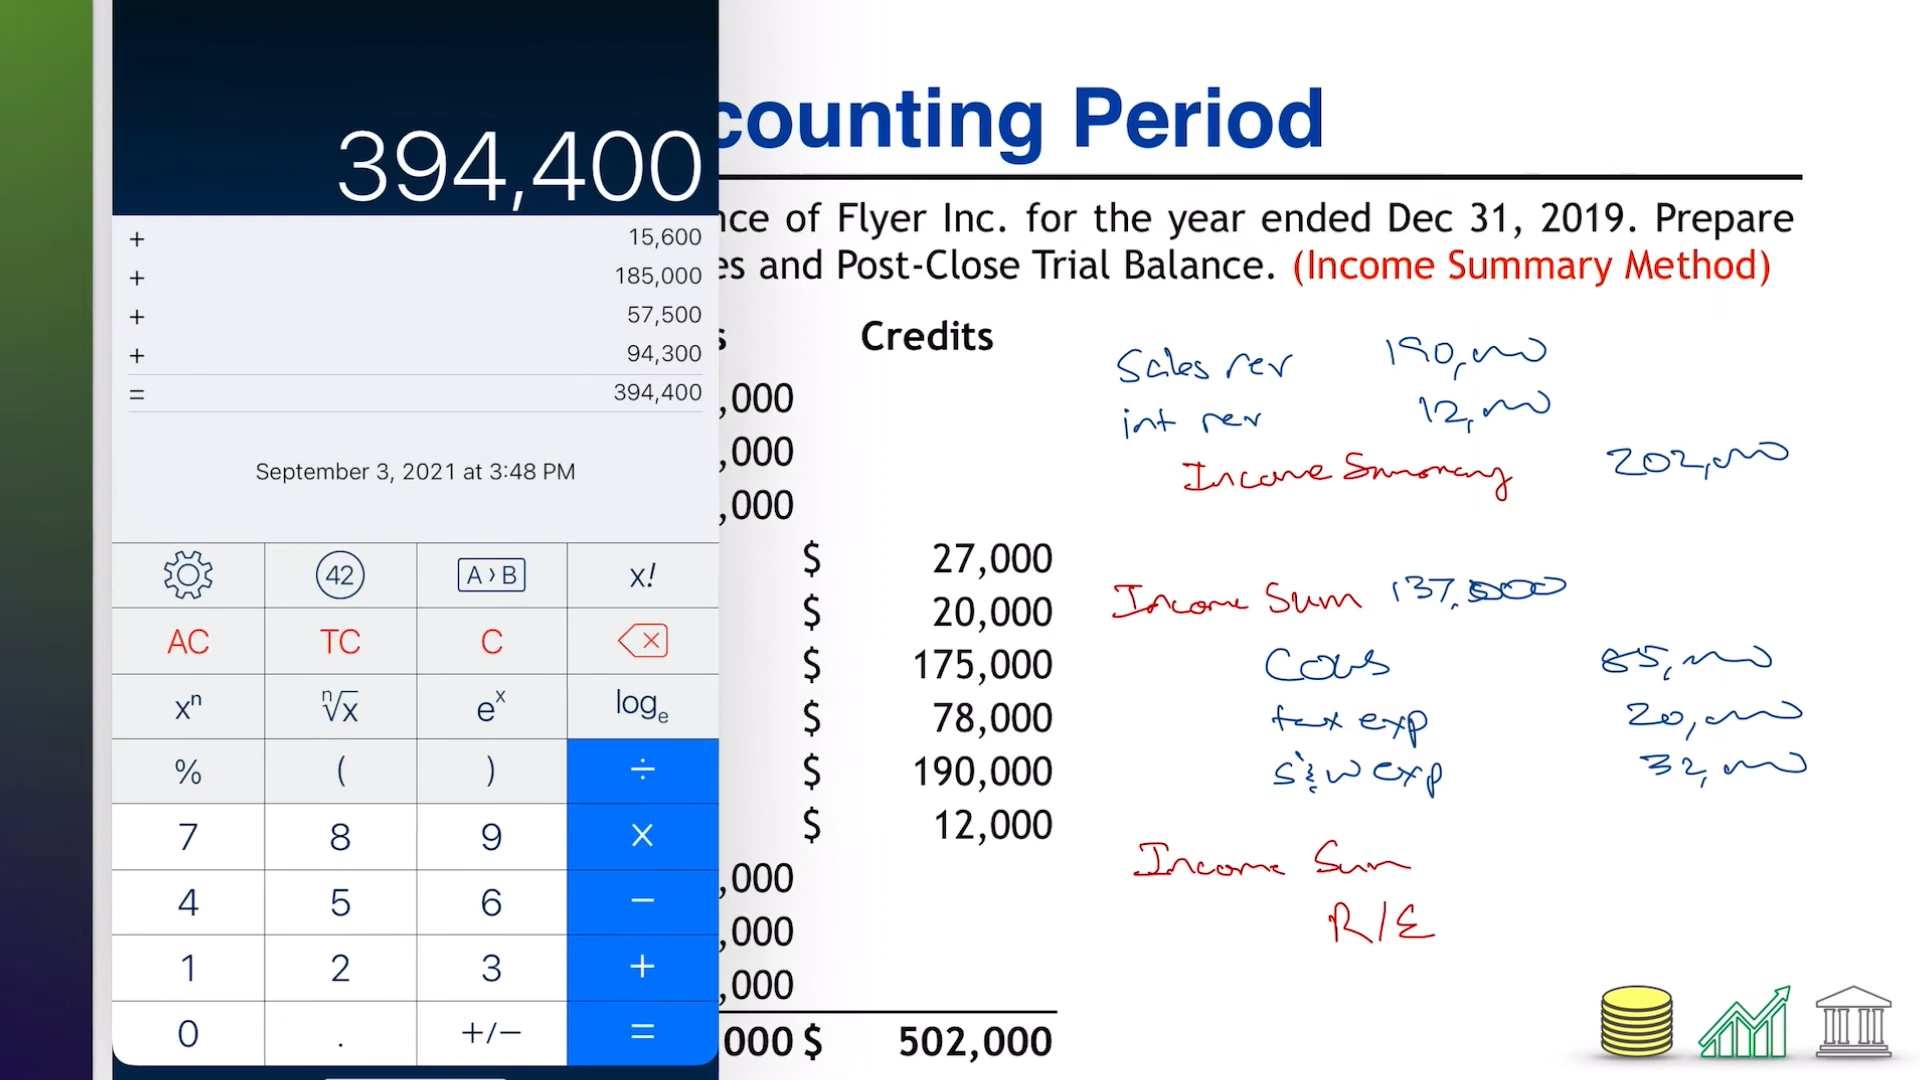 394,400
+ 15,600
+ 185,000
+ 57,500
+ 94,300
= 394,400
September 3, 2021 at 3:48 PM
42 A›B x!
AC TC C
xⁿ ⁿ√x eˣ logₑ
% ( ) ÷
7 8 9 ×
4 5 6 −
1 2 3 +
0 . +/− =
counting Period
nce of Flyer Inc. for the year ended Dec 31, 2019. Prepare
es and Post-Close Trial Balance. (Income Summary Method)
s Credits
,000
,000
,000
$ 27,000
$ 20,000
$ 175,000
$ 78,000
$ 190,000
$ 12,000
,000
,000
,000
000 $ 502,000
Sales rev 190,000
int rev 12,000
Income Summary 202,000
Income Sum 137,000
COGS 85,000
tax exp 20,000
S&W exp 32,000
Income Sum
R/E